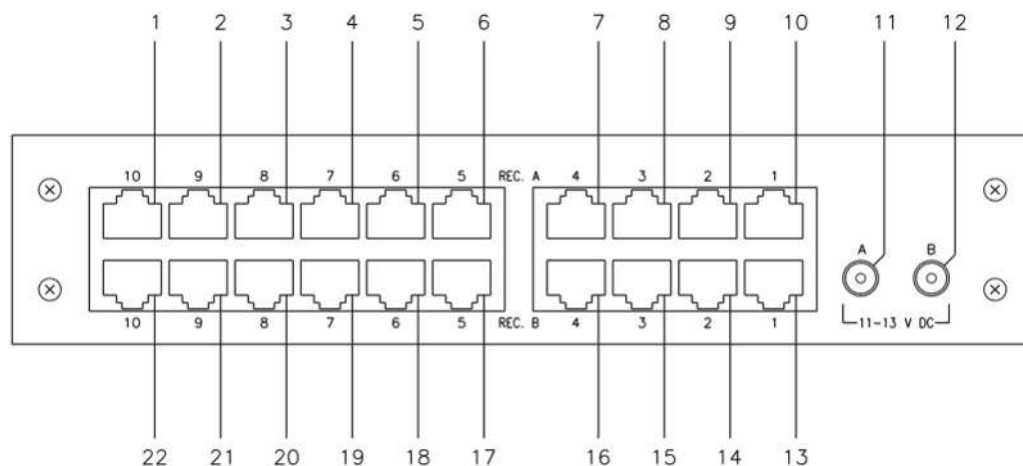 1 2 3 4 5 6 7 8 9 10 11 12
10 9 8 7 6 5 REC. A 4 3 2 1
A B
10 9 8 7 6 5 REC. B 4 3 2 1
11-13 V DC
22 21 20 19 18 17 16 15 14 13